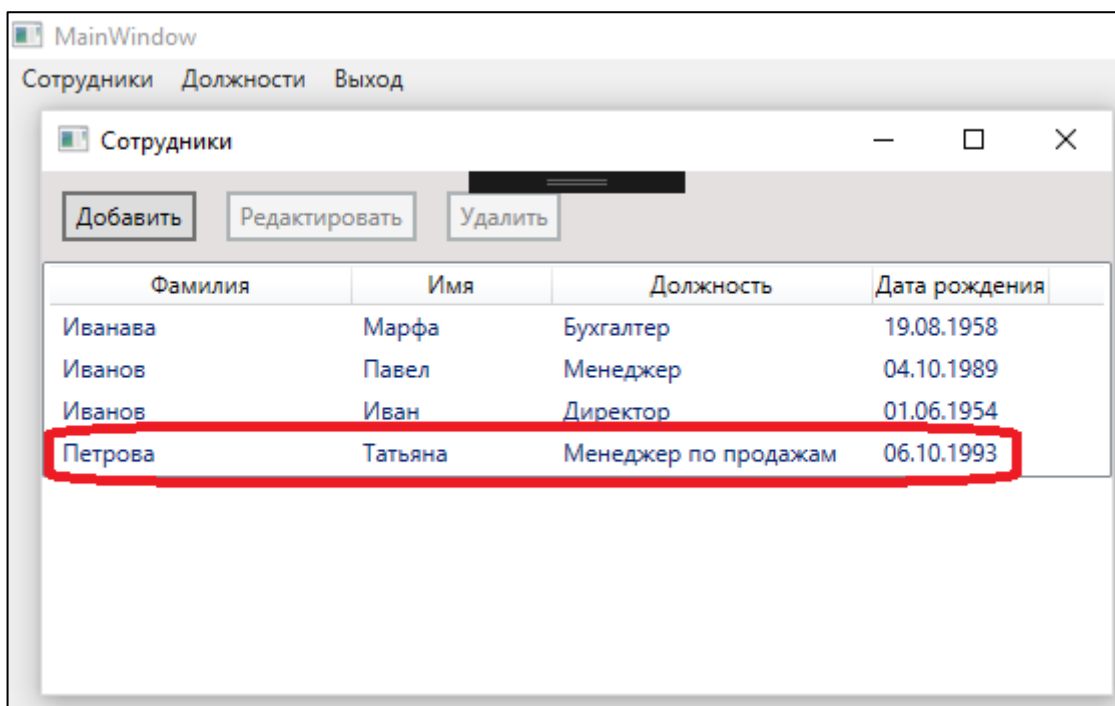 MainWindow
Сотрудники Должности Выход
Сотрудники
Добавить Редактировать Удалить
Фамилия Имя Должность Дата рождения
Иванава Марфа Бухгалтер 19.08.1958
Иванов Павел Менеджер 04.10.1989
Иванов Иван Директор 01.06.1954
Петрова Татьяна Менеджер по продажам 06.10.1993